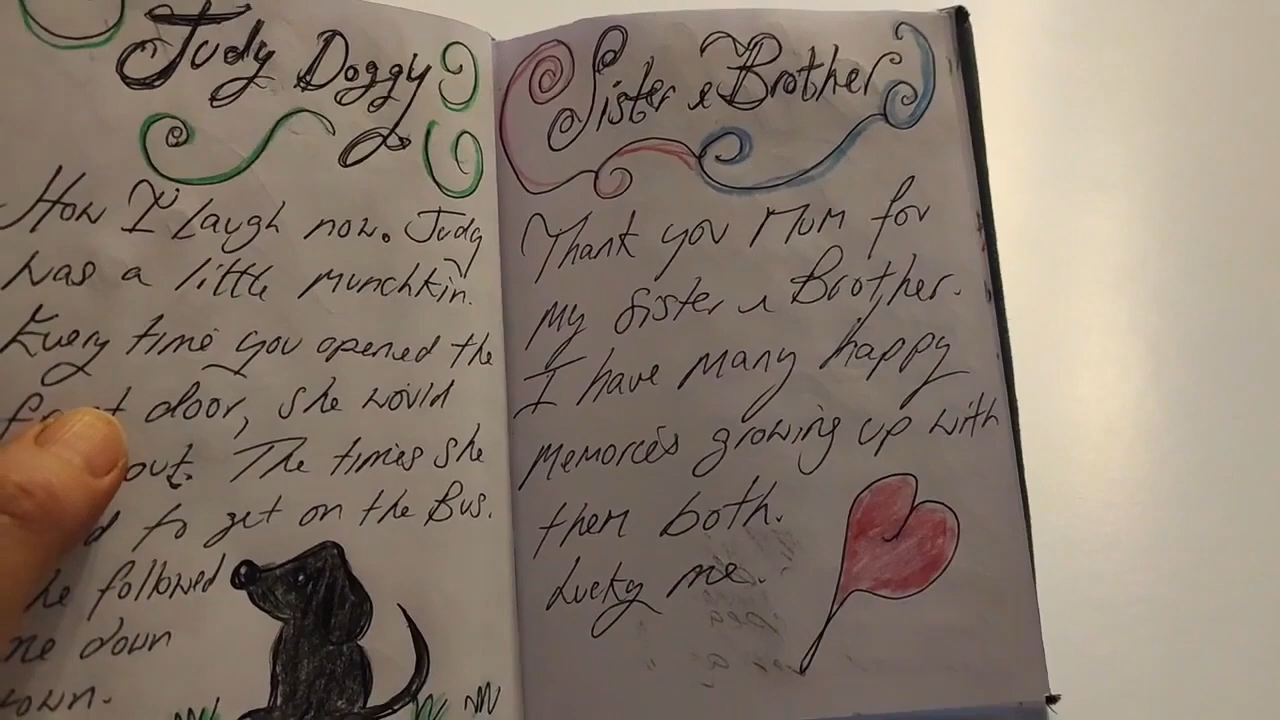 Judy Doggy
How I laugh now. Judy
was a little munchkin.
Every time you opened the
door, she would
out. The times she
to get on the Bus.
followed
me down
town.
Sister & Brother
Thank you Mum for
my sister & Brother.
I have many happy
memories growing up with
them both.
Lucky me.